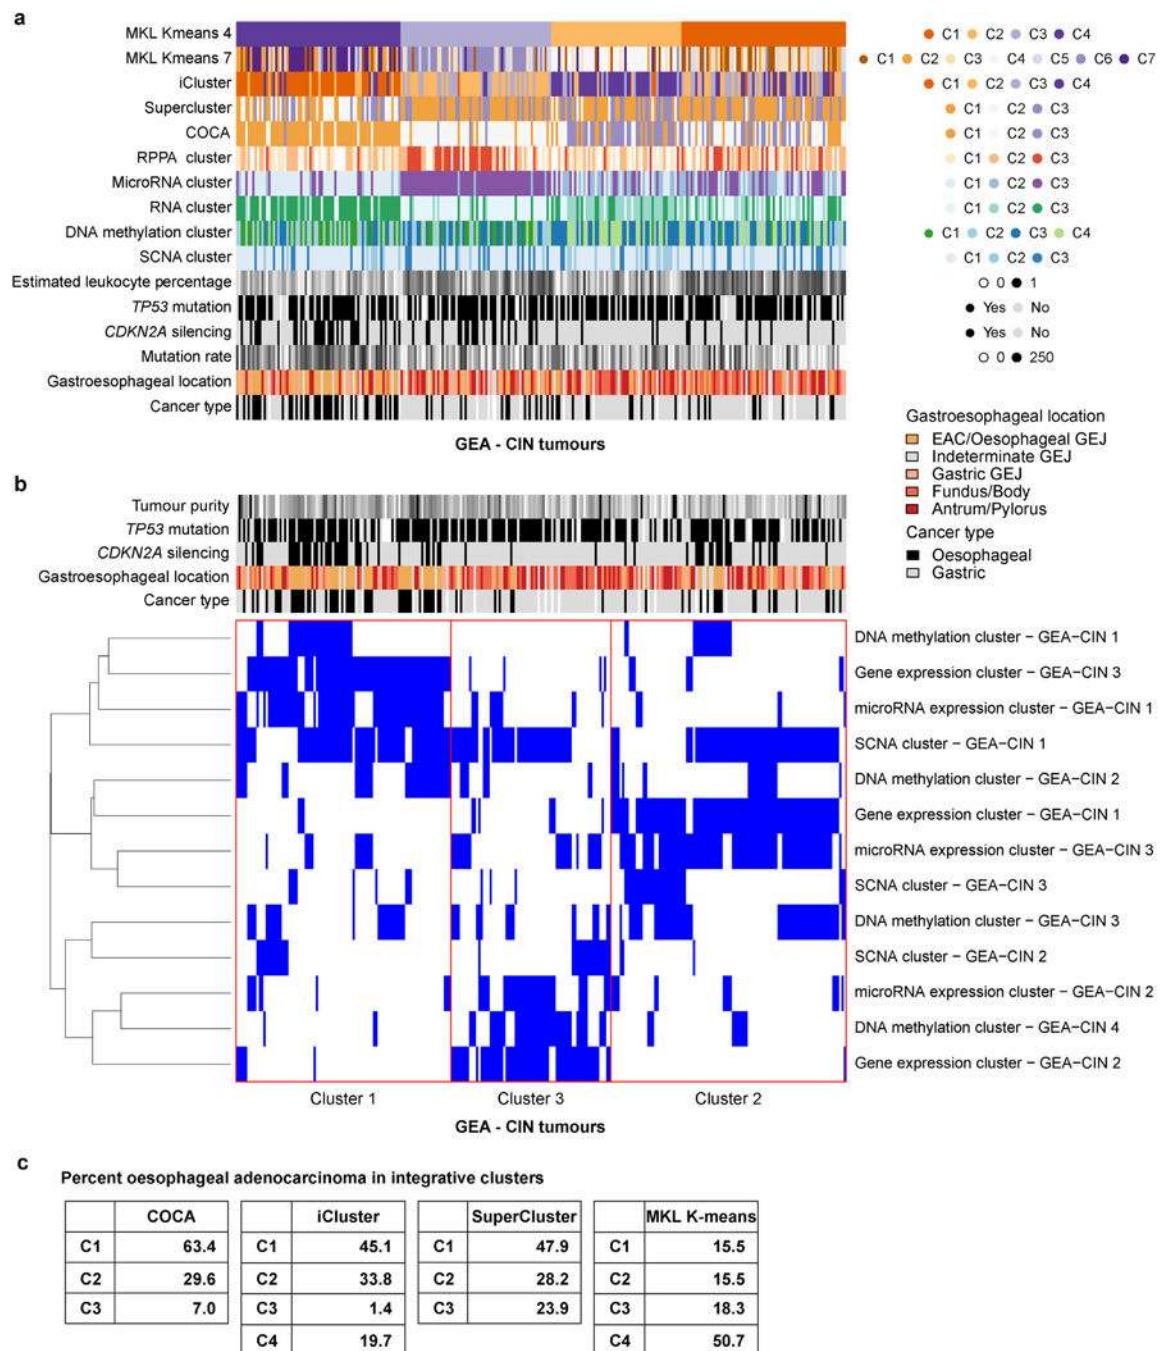 a
MKL Kmeans 4 C1 C2 C3 C4
MKL Kmeans 7 C1 C2 C3 C4 C5 C6 C7
iCluster C1 C2 C3 C4
Supercluster C1 C2 C3
COCA C1 C2 C3
RPPA cluster C1 C2 C3
MicroRNA cluster C1 C2 C3
RNA cluster C1 C2 C3
DNA methylation cluster C1 C2 C3 C4
SCNA cluster C1 C2 C3
Estimated leukocyte percentage 0 1
TP53 mutation Yes No
CDKN2A silencing Yes No
Mutation rate 0 250
Gastroesophageal location
Cancer type
GEA - CIN tumours
Gastroesophageal location
EAC/Oesophageal GEJ
Indeterminate GEJ
Gastric GEJ
Fundus/Body
Antrum/Pylorus
Cancer type
Oesophageal
Gastric
b
Tumour purity
TP53 mutation
CDKN2A silencing
Gastroesophageal location
Cancer type
DNA methylation cluster − GEA−CIN 1
Gene expression cluster − GEA−CIN 3
microRNA expression cluster − GEA−CIN 1
SCNA cluster − GEA−CIN 1
DNA methylation cluster − GEA−CIN 2
Gene expression cluster − GEA−CIN 1
microRNA expression cluster − GEA−CIN 3
SCNA cluster − GEA−CIN 3
DNA methylation cluster − GEA−CIN 3
SCNA cluster − GEA−CIN 2
microRNA expression cluster − GEA−CIN 2
DNA methylation cluster − GEA−CIN 4
Gene expression cluster − GEA−CIN 2
Cluster 1 Cluster 3 Cluster 2
GEA - CIN tumours
c
Percent oesophageal adenocarcinoma in integrative clusters
COCA
C1 63.4
C2 29.6
C3 7.0
iCluster
C1 45.1
C2 33.8
C3 1.4
C4 19.7
SuperCluster
C1 47.9
C2 28.2
C3 23.9
MKL K-means
C1 15.5
C2 15.5
C3 18.3
C4 50.7